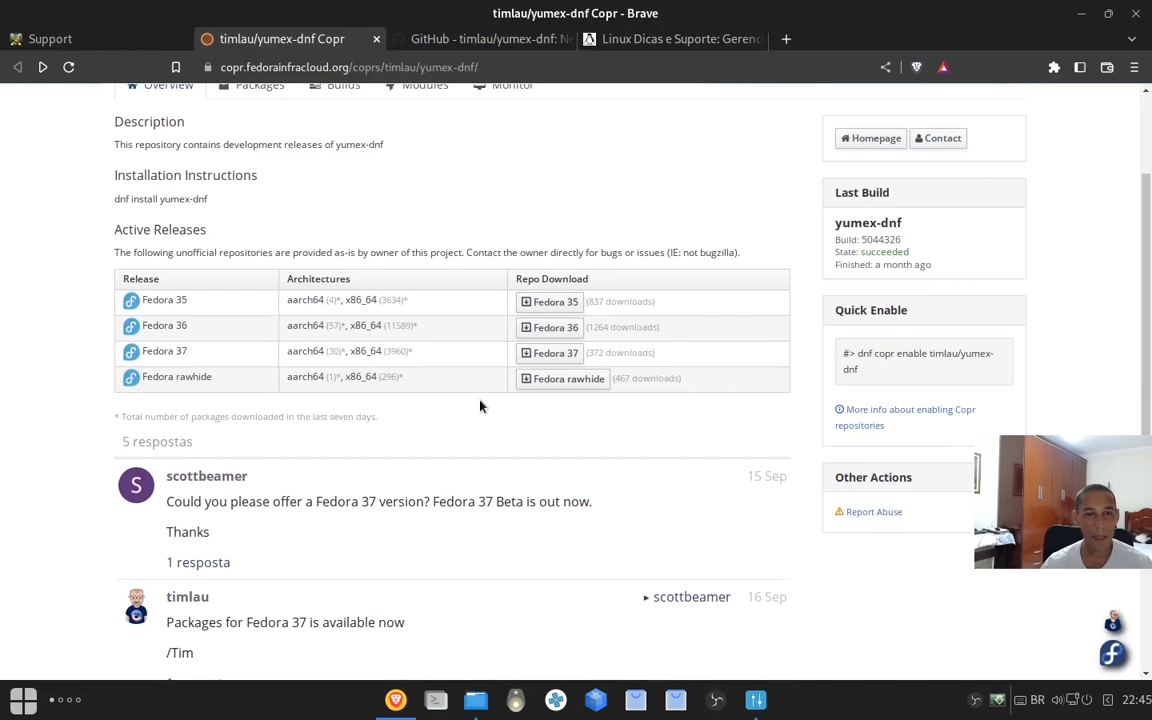 timlau/yumex-dnf Copr - Brave
Support
timlau/yumex-dnf Copr
GitHub - timlau/yumex-dnf: Ne
Linux Dicas e Suporte: Gerenc
copr.fedorainfracloud.org/coprs/timlau/yumex-dnf/
Overview
Packages
Builds
Modules
Monitor
Description
This repository contains development releases of yumex-dnf
Installation Instructions
dnf install yumex-dnf
Active Releases
The following unofficial repositories are provided as-is by owner of this project. Contact the owner directly for bugs or issues (IE: not bugzilla).
Release Architectures Repo Download
Fedora 35 aarch64 (4)*, x86_64 (3634)* Fedora 35 (837 downloads)
Fedora 36 aarch64 (57)*, x86_64 (11589)* Fedora 36 (1264 downloads)
Fedora 37 aarch64 (30)*, x86_64 (3960)* Fedora 37 (372 downloads)
Fedora rawhide aarch64 (1)*, x86_64 (296)* Fedora rawhide (467 downloads)
* Total number of packages downloaded in the last seven days.
5 respostas
scottbeamer 15 Sep
Could you please offer a Fedora 37 version? Fedora 37 Beta is out now.
Thanks
1 resposta
timlau ▸ scottbeamer 16 Sep
Packages for Fedora 37 is available now
/Tim
Homepage
Contact
Last Build
yumex-dnf
Build: 5044326
State: succeeded
Finished: a month ago
Quick Enable
#> dnf copr enable timlau/yumex-
dnf
More info about enabling Copr
repositories
Other Actions
Report Abuse
BR
22:45